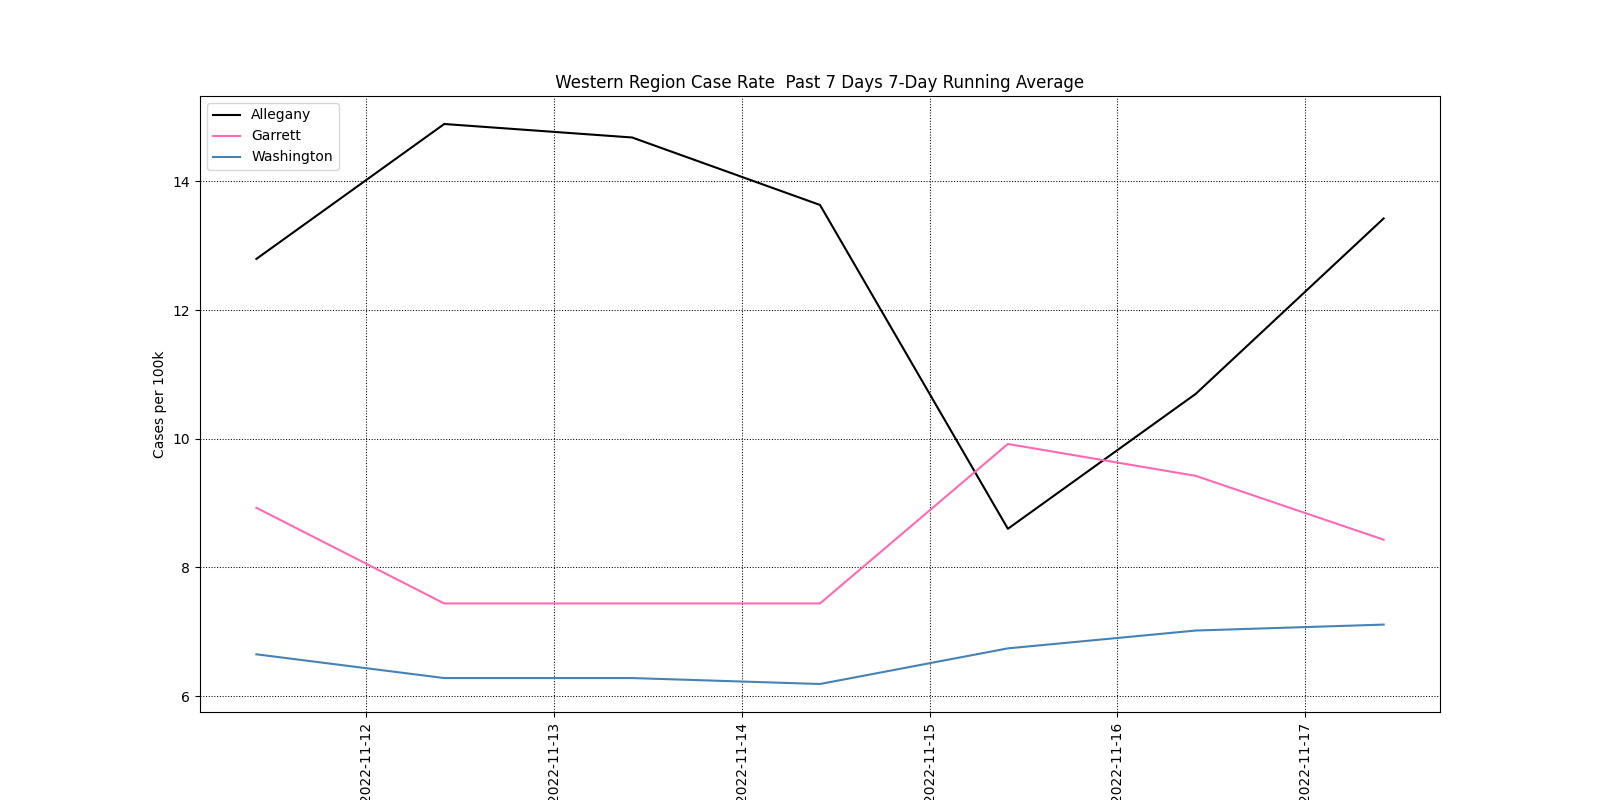 Western Region Case Rate  Past 7 Days 7-Day Running Average
Allegany
Garrett
Washington
14
12
10
8
6
Cases per 100k
2022-11-12
2022-11-13
2022-11-14
2022-11-15
2022-11-16
2022-11-17